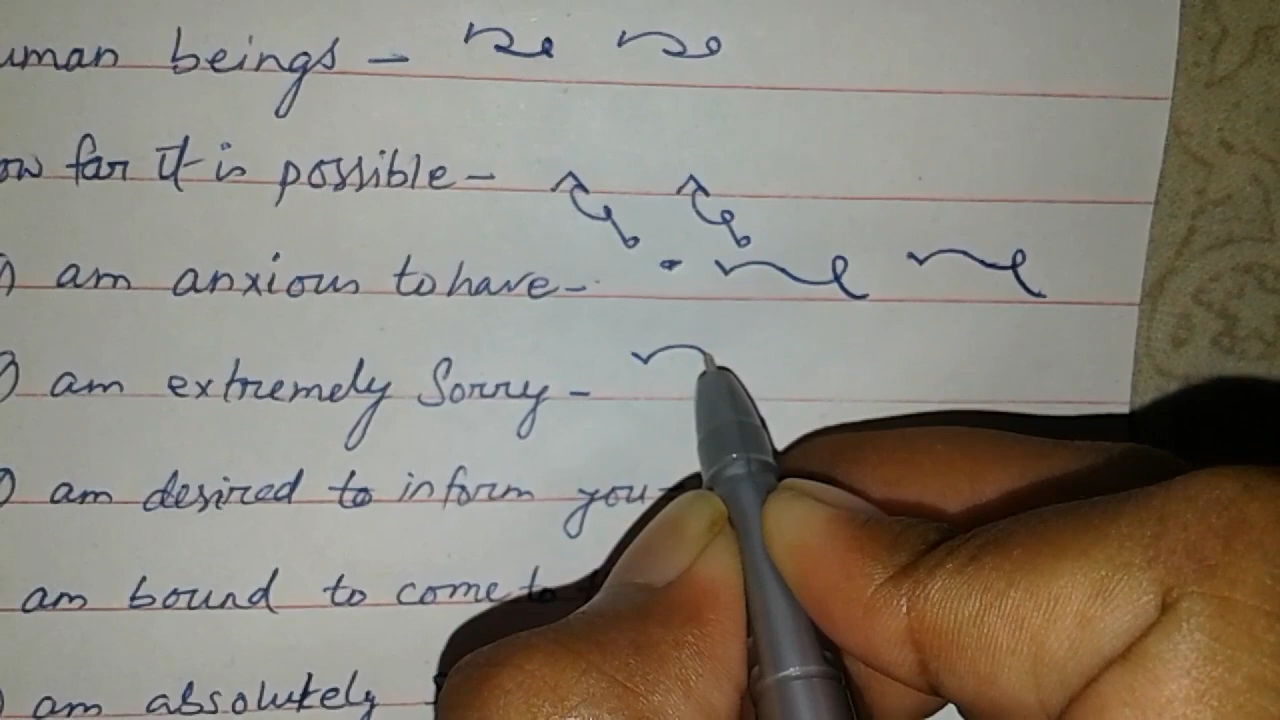 uman beings -
ow far it is possible -
) am anxious to have -
) am extremely Sorry -
) am desired to inform you -
am bound to come to
) am absolutely